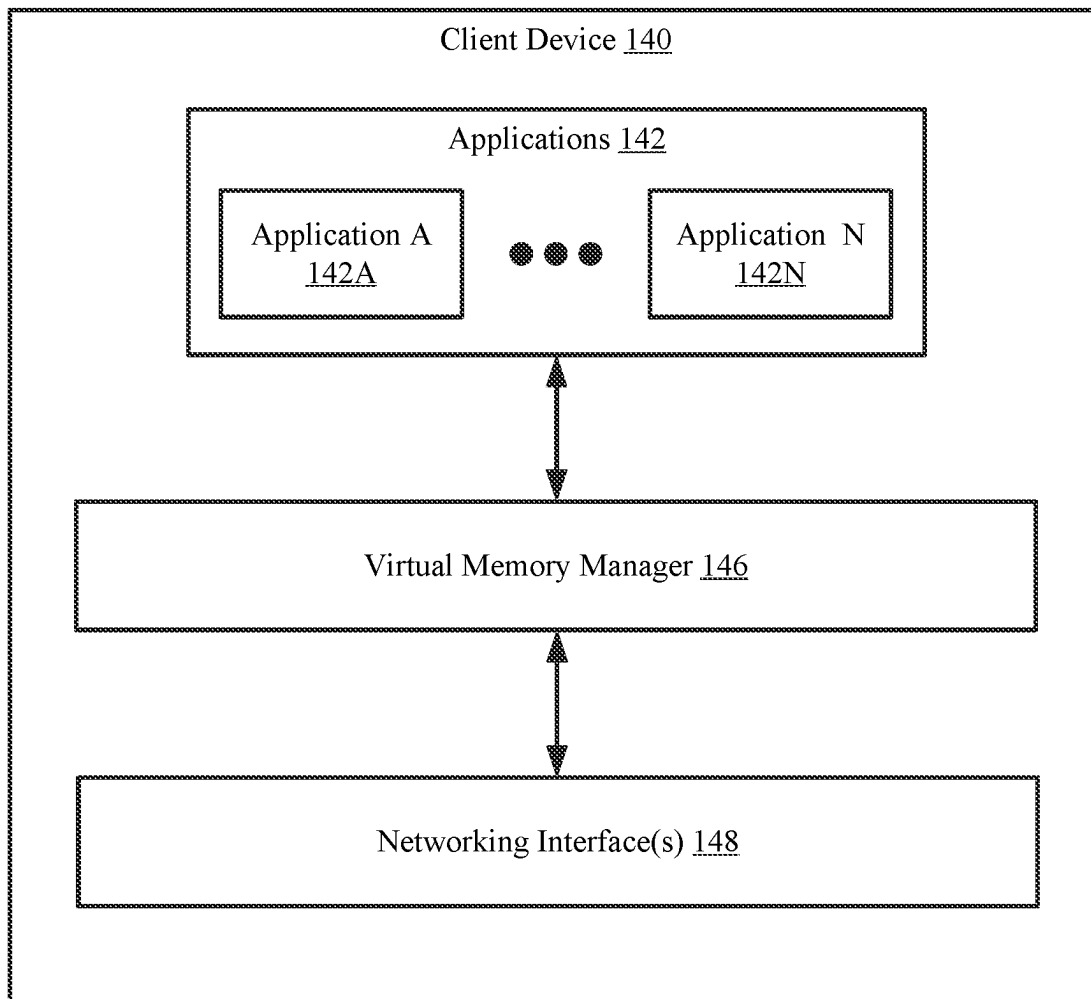 Client Device 140
Applications 142
Application A
142A
Application N
142N
Virtual Memory Manager 146
Networking Interface(s) 148